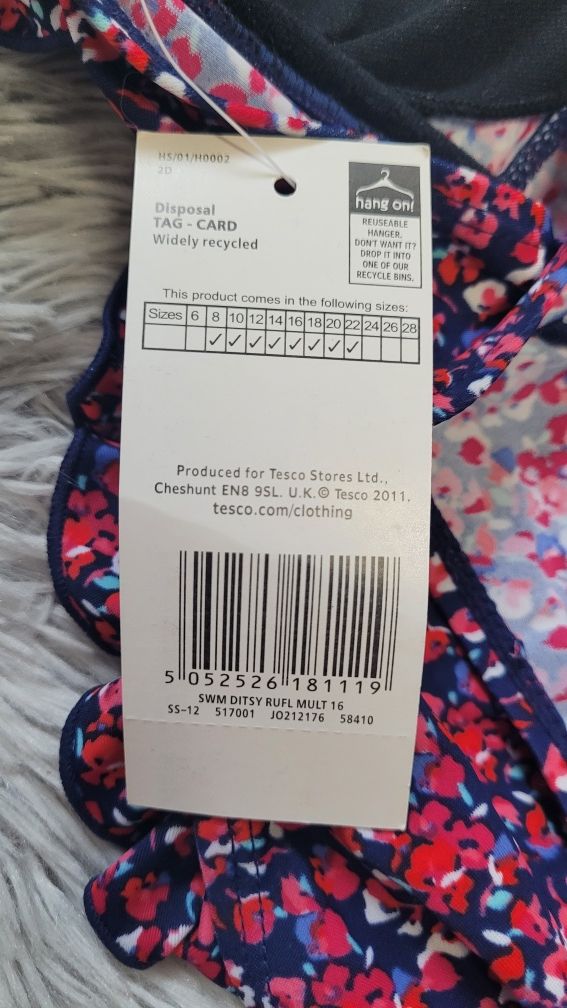 HS/01/H0002
2D
Disposal
TAG - CARD
Widely recycled
hang on!
REUSEABLE
HANGER.
DON'T WANT IT?
DROP IT INTO
ONE OF OUR
RECYCLE BINS.
This product comes in the following sizes:
Sizes 6 8 10 12 14 16 18 20 22 24 26 28
✓ ✓ ✓ ✓ ✓ ✓ ✓ ✓
Produced for Tesco Stores Ltd.,
Cheshunt EN8 9SL. U.K.© Tesco 2011.
tesco.com/clothing
5 052526 181119
SWM DITSY RUFL MULT 16
SS-12 517001 JO212176 58410